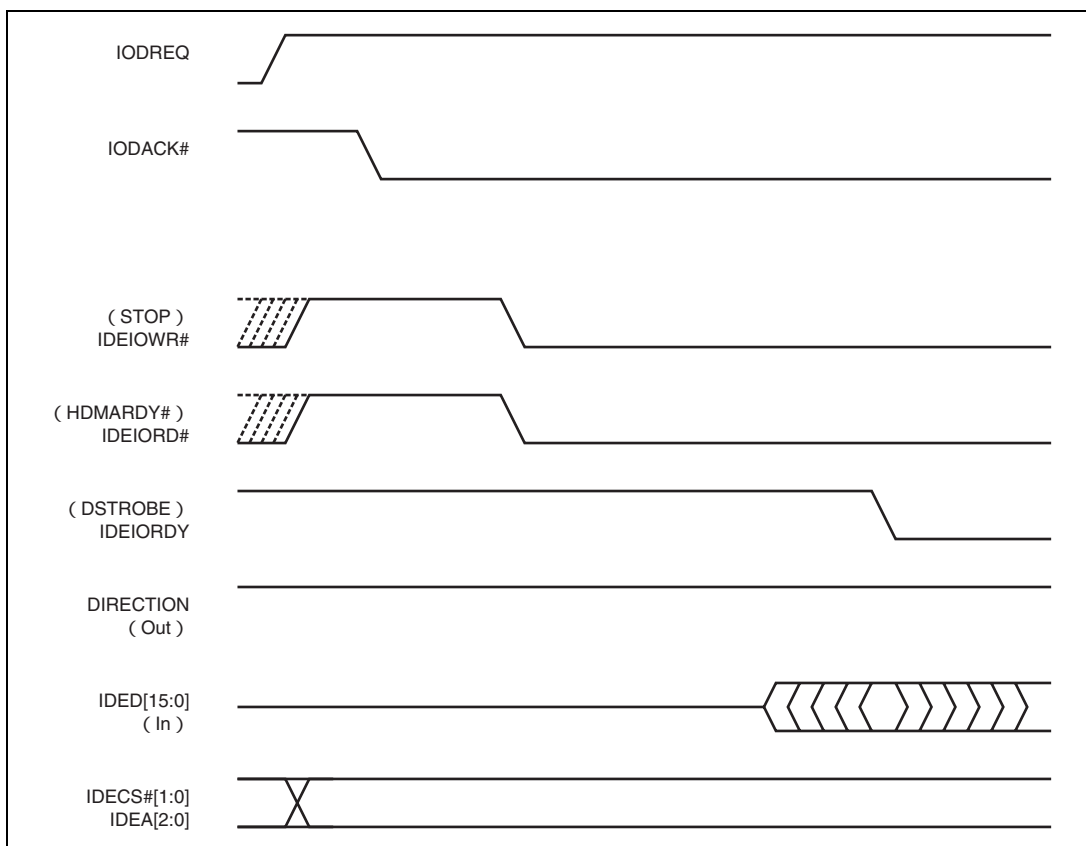 IODREQ
IODACK#
( STOP )
IDEIOWR#
( HDMARDY# )
IDEIORD#
( DSTROBE )
IDEIORDY
DIRECTION
( Out )
IDED[15:0]
( In )
IDECS#[1:0]
IDEA[2:0]